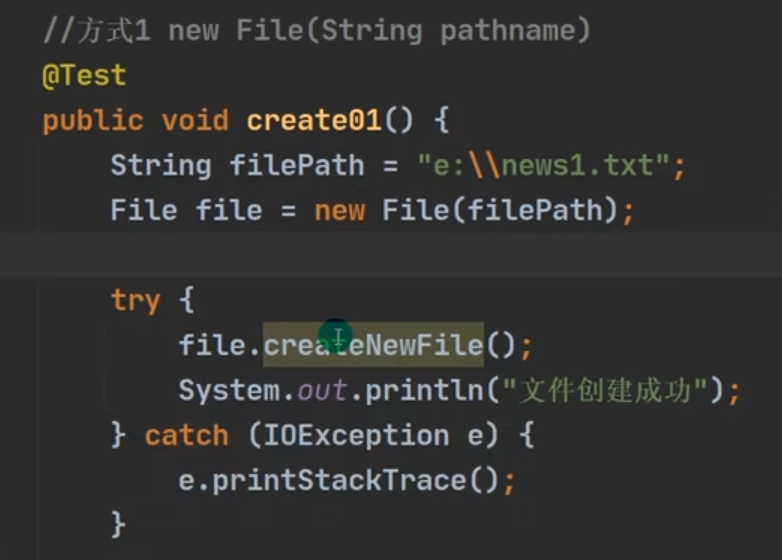 //方式1 new File(String pathname)
@Test
public void create01() {
String filePath = "e:\\news1.txt";
File file = new File(filePath);
try {
file.createNewFile();
System.out.println("文件创建成功");
} catch (IOException e) {
e.printStackTrace();
}